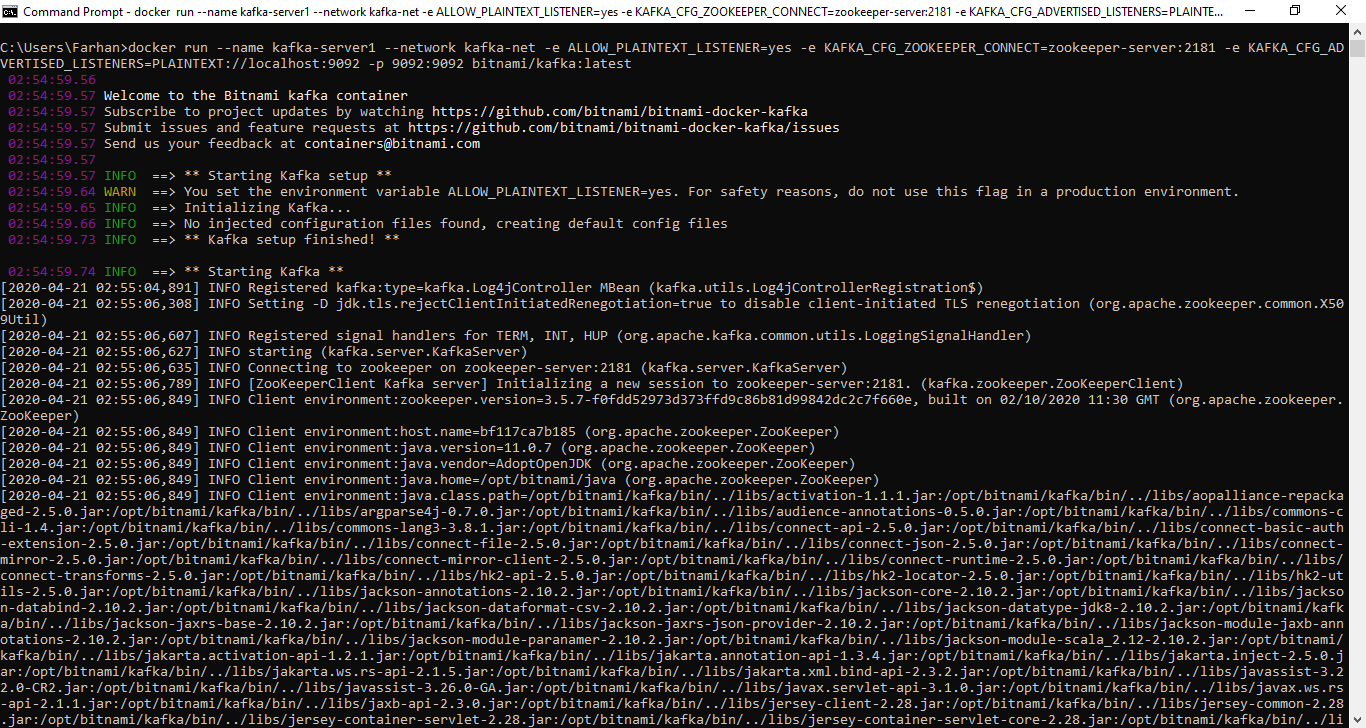 Command Prompt - docker run --name kafka-server1 --network kafka-net -e ALLOW_PLAINTEXT_LISTENER=yes -e KAFKA_CFG_ZOOKEEPER_CONNECT=zookeeper-server:2181 -e KAFKA_CFG_ADVERTISED_LISTENERS=PLAINTE...
C:\Users\Farhan>docker run --name kafka-server1 --network kafka-net -e ALLOW_PLAINTEXT_LISTENER=yes -e KAFKA_CFG_ZOOKEEPER_CONNECT=zookeeper-server:2181 -e KAFKA_CFG_AD
VERTISED_LISTENERS=PLAINTEXT://localhost:9092 -p 9092:9092 bitnami/kafka:latest
02:54:59.56
02:54:59.57 Welcome to the Bitnami kafka container
02:54:59.57 Subscribe to project updates by watching https://github.com/bitnami/bitnami-docker-kafka
02:54:59.57 Submit issues and feature requests at https://github.com/bitnami/bitnami-docker-kafka/issues
02:54:59.57 Send us your feedback at containers@bitnami.com
02:54:59.57
02:54:59.57 INFO  ==> ** Starting Kafka setup **
02:54:59.64 WARN  ==> You set the environment variable ALLOW_PLAINTEXT_LISTENER=yes. For safety reasons, do not use this flag in a production environment.
02:54:59.65 INFO  ==> Initializing Kafka...
02:54:59.66 INFO  ==> No injected configuration files found, creating default config files
02:54:59.73 INFO  ==> ** Kafka setup finished! **
02:54:59.74 INFO  ==> ** Starting Kafka **
[2020-04-21 02:55:04,891] INFO Registered kafka:type=kafka.Log4jController MBean (kafka.utils.Log4jControllerRegistration$)
[2020-04-21 02:55:06,308] INFO Setting -D jdk.tls.rejectClientInitiatedRenegotiation=true to disable client-initiated TLS renegotiation (org.apache.zookeeper.common.X50
9Util)
[2020-04-21 02:55:06,607] INFO Registered signal handlers for TERM, INT, HUP (org.apache.kafka.common.utils.LoggingSignalHandler)
[2020-04-21 02:55:06,627] INFO starting (kafka.server.KafkaServer)
[2020-04-21 02:55:06,635] INFO Connecting to zookeeper on zookeeper-server:2181 (kafka.server.KafkaServer)
[2020-04-21 02:55:06,789] INFO [ZooKeeperClient Kafka server] Initializing a new session to zookeeper-server:2181. (kafka.zookeeper.ZooKeeperClient)
[2020-04-21 02:55:06,849] INFO Client environment:zookeeper.version=3.5.7-f0fdd52973d373ffd9c86b81d99842dc2c7f660e, built on 02/10/2020 11:30 GMT (org.apache.zookeeper.
ZooKeeper)
[2020-04-21 02:55:06,849] INFO Client environment:host.name=bf117ca7b185 (org.apache.zookeeper.ZooKeeper)
[2020-04-21 02:55:06,849] INFO Client environment:java.version=11.0.7 (org.apache.zookeeper.ZooKeeper)
[2020-04-21 02:55:06,849] INFO Client environment:java.vendor=AdoptOpenJDK (org.apache.zookeeper.ZooKeeper)
[2020-04-21 02:55:06,849] INFO Client environment:java.home=/opt/bitnami/java (org.apache.zookeeper.ZooKeeper)
[2020-04-21 02:55:06,849] INFO Client environment:java.class.path=/opt/bitnami/kafka/bin/../libs/activation-1.1.1.jar:/opt/bitnami/kafka/bin/../libs/aopalliance-repacka
ged-2.5.0.jar:/opt/bitnami/kafka/bin/../libs/argparse4j-0.7.0.jar:/opt/bitnami/kafka/bin/../libs/audience-annotations-0.5.0.jar:/opt/bitnami/kafka/bin/../libs/commons-c
li-1.4.jar:/opt/bitnami/kafka/bin/../libs/commons-lang3-3.8.1.jar:/opt/bitnami/kafka/bin/../libs/connect-api-2.5.0.jar:/opt/bitnami/kafka/bin/../libs/connect-basic-auth
-extension-2.5.0.jar:/opt/bitnami/kafka/bin/../libs/connect-file-2.5.0.jar:/opt/bitnami/kafka/bin/../libs/connect-json-2.5.0.jar:/opt/bitnami/kafka/bin/../libs/connect-
mirror-2.5.0.jar:/opt/bitnami/kafka/bin/../libs/connect-mirror-client-2.5.0.jar:/opt/bitnami/kafka/bin/../libs/connect-runtime-2.5.0.jar:/opt/bitnami/kafka/bin/../libs/
connect-transforms-2.5.0.jar:/opt/bitnami/kafka/bin/../libs/hk2-api-2.5.0.jar:/opt/bitnami/kafka/bin/../libs/hk2-locator-2.5.0.jar:/opt/bitnami/kafka/bin/../libs/hk2-ut
ils-2.5.0.jar:/opt/bitnami/kafka/bin/../libs/jackson-annotations-2.10.2.jar:/opt/bitnami/kafka/bin/../libs/jackson-core-2.10.2.jar:/opt/bitnami/kafka/bin/../libs/jackso
n-databind-2.10.2.jar:/opt/bitnami/kafka/bin/../libs/jackson-dataformat-csv-2.10.2.jar:/opt/bitnami/kafka/bin/../libs/jackson-datatype-jdk8-2.10.2.jar:/opt/bitnami/kafk
a/bin/../libs/jackson-jaxrs-base-2.10.2.jar:/opt/bitnami/kafka/bin/../libs/jackson-jaxrs-json-provider-2.10.2.jar:/opt/bitnami/kafka/bin/../libs/jackson-module-jaxb-ann
otations-2.10.2.jar:/opt/bitnami/kafka/bin/../libs/jackson-module-paranamer-2.10.2.jar:/opt/bitnami/kafka/bin/../libs/jackson-module-scala_2.12-2.10.2.jar:/opt/bitnami/
kafka/bin/../libs/jakarta.activation-api-1.2.1.jar:/opt/bitnami/kafka/bin/../libs/jakarta.annotation-api-1.3.4.jar:/opt/bitnami/kafka/bin/../libs/jakarta.inject-2.5.0.j
ar:/opt/bitnami/kafka/bin/../libs/jakarta.ws.rs-api-2.1.5.jar:/opt/bitnami/kafka/bin/../libs/jakarta.xml.bind-api-2.3.2.jar:/opt/bitnami/kafka/bin/../libs/javassist-3.2
2.0-CR2.jar:/opt/bitnami/kafka/bin/../libs/javassist-3.26.0-GA.jar:/opt/bitnami/kafka/bin/../libs/javax.servlet-api-3.1.0.jar:/opt/bitnami/kafka/bin/../libs/javax.ws.rs
-api-2.1.1.jar:/opt/bitnami/kafka/bin/../libs/jaxb-api-2.3.0.jar:/opt/bitnami/kafka/bin/../libs/jersey-client-2.28.jar:/opt/bitnami/kafka/bin/../libs/jersey-common-2.28
.jar:/opt/bitnami/kafka/bin/../libs/jersey-container-servlet-2.28.jar:/opt/bitnami/kafka/bin/../libs/jersey-container-servlet-core-2.28.jar:/opt/bitnami/kafka/bin/../li